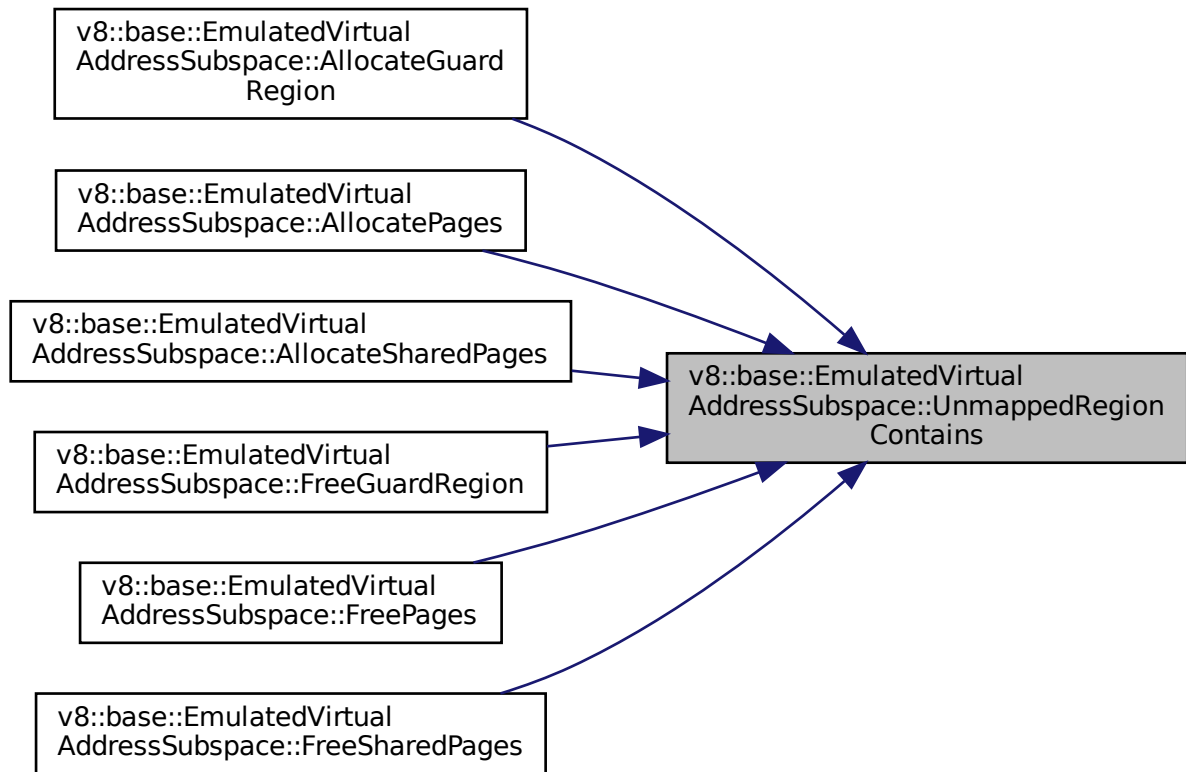 v8::base::EmulatedVirtual
AddressSubspace::AllocateGuard
Region
v8::base::EmulatedVirtual
AddressSubspace::AllocatePages
v8::base::EmulatedVirtual
AddressSubspace::AllocateSharedPages
v8::base::EmulatedVirtual
AddressSubspace::UnmappedRegion
Contains
v8::base::EmulatedVirtual
AddressSubspace::FreeGuardRegion
v8::base::EmulatedVirtual
AddressSubspace::FreePages
v8::base::EmulatedVirtual
AddressSubspace::FreeSharedPages